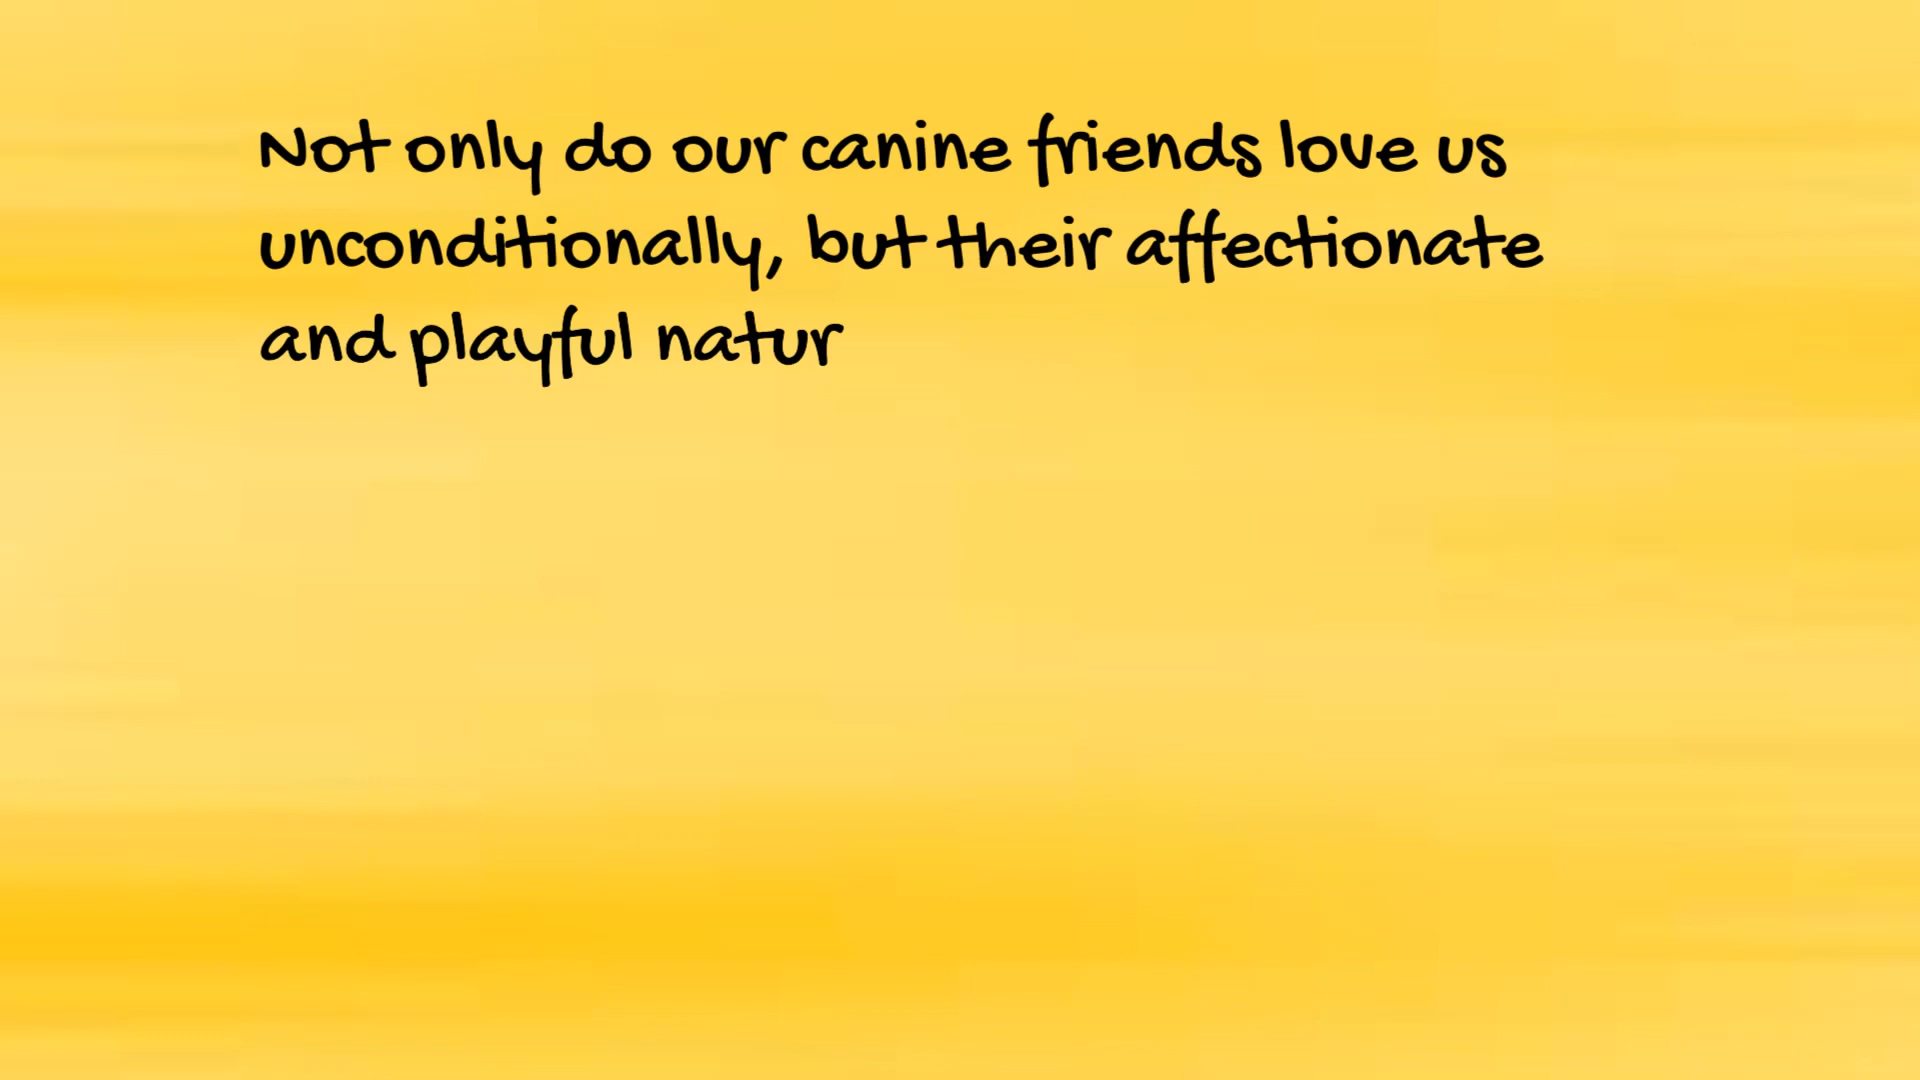 Not only do our canine friends love us
unconditionally, but their affectionate
and playful natur